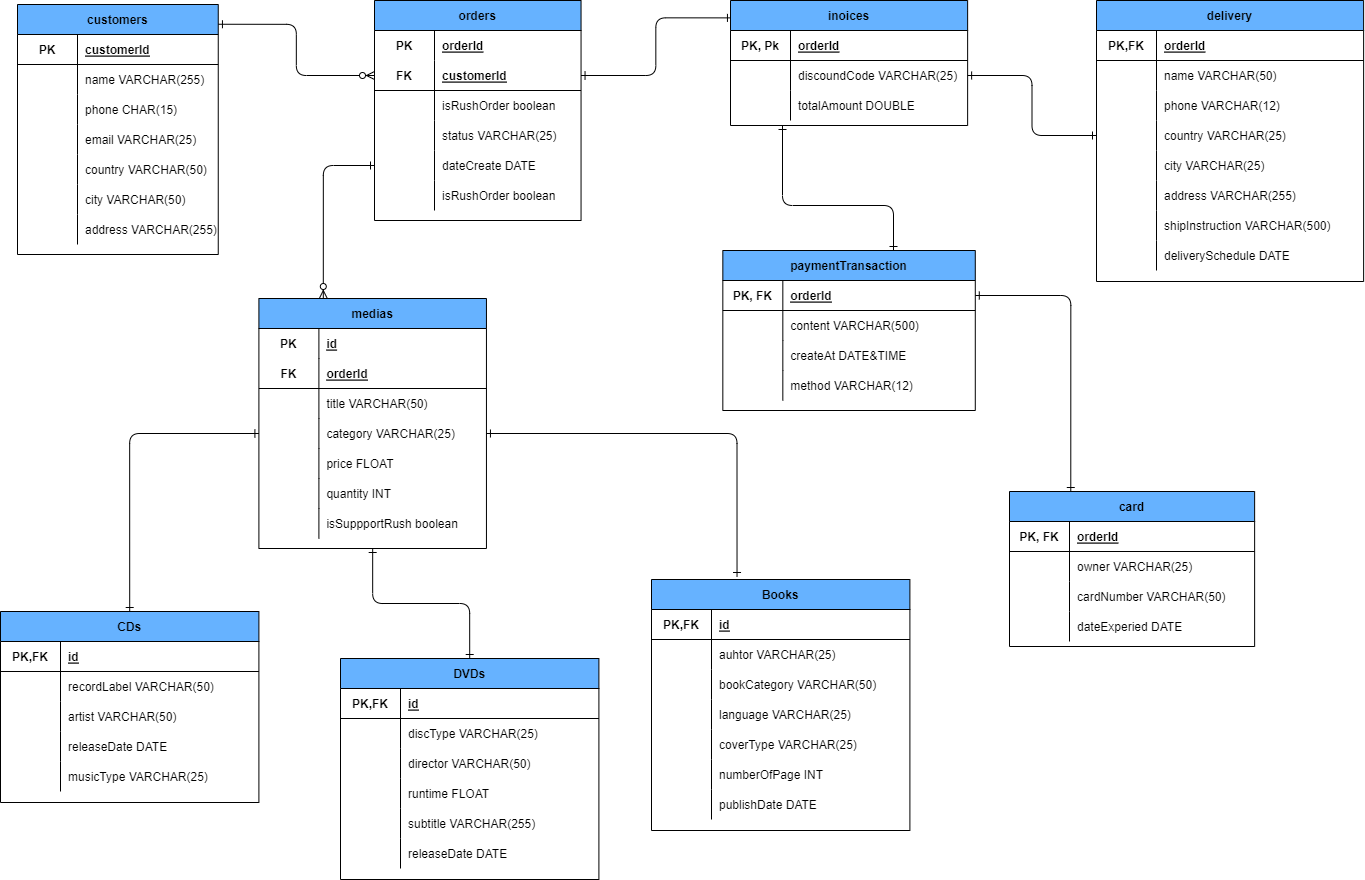 customers
PK customerId
name VARCHAR(255)
phone CHAR(15)
email VARCHAR(25)
country VARCHAR(50)
city VARCHAR(50)
address VARCHAR(255)
orders
PK orderId
FK customerId
isRushOrder boolean
status VARCHAR(25)
dateCreate DATE
isRushOrder boolean
inoices
PK, Pk orderId
discoundCode VARCHAR(25)
totalAmount DOUBLE
delivery
PK,FK orderId
name VARCHAR(50)
phone VARCHAR(12)
country VARCHAR(25)
city VARCHAR(25)
address VARCHAR(255)
shipInstruction VARCHAR(500)
deliverySchedule DATE
medias
PK id
FK orderId
title VARCHAR(50)
category VARCHAR(25)
price FLOAT
quantity INT
isSuppportRush boolean
paymentTransaction
PK, FK orderId
content VARCHAR(500)
createAt DATE&TIME
method VARCHAR(12)
card
PK, FK orderId
owner VARCHAR(25)
cardNumber VARCHAR(50)
dateExperied DATE
CDs
PK,FK id
recordLabel VARCHAR(50)
artist VARCHAR(50)
releaseDate DATE
musicType VARCHAR(25)
DVDs
PK,FK id
discType VARCHAR(25)
director VARCHAR(50)
runtime FLOAT
subtitle VARCHAR(255)
releaseDate DATE
Books
PK,FK id
auhtor VARCHAR(25)
bookCategory VARCHAR(50)
language VARCHAR(25)
coverType VARCHAR(25)
numberOfPage INT
publishDate DATE